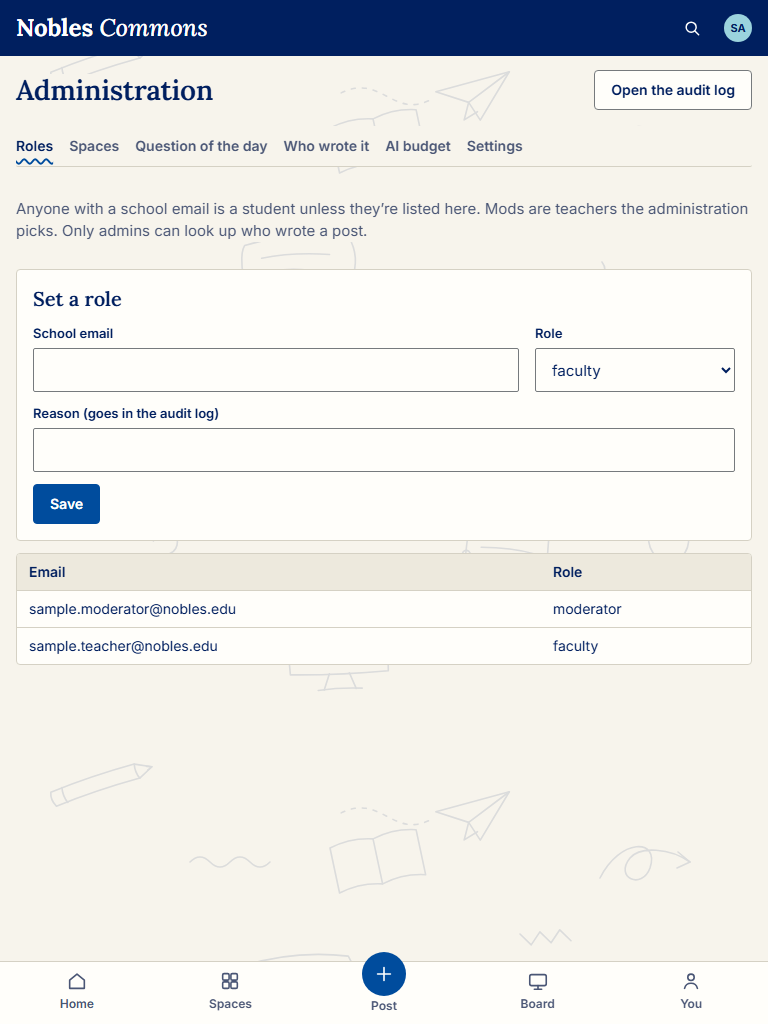 Nobles Commons
SA
Administration
Open the audit log
Roles Spaces Question of the day Who wrote it AI budget Settings
Anyone with a school email is a student unless they’re listed here. Mods are teachers the administration
picks. Only admins can look up who wrote a post.
Set a role
School email Role
faculty
Reason (goes in the audit log)
Save
Email Role
sample.moderator@nobles.edu moderator
sample.teacher@nobles.edu faculty
Home Spaces Post Board You